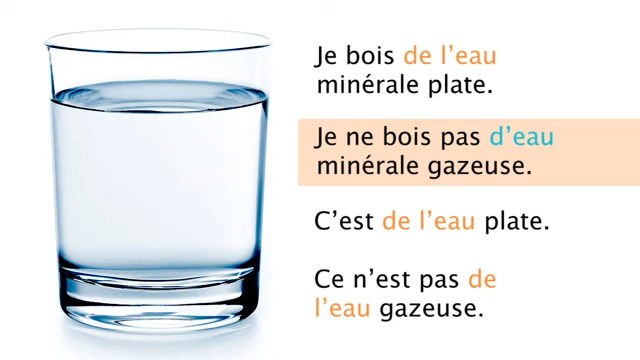 Je bois de l’eau
minérale plate.
Je ne bois pas d’eau
minérale gazeuse.
C’est de l’eau plate.
Ce n’est pas de
l’eau gazeuse.